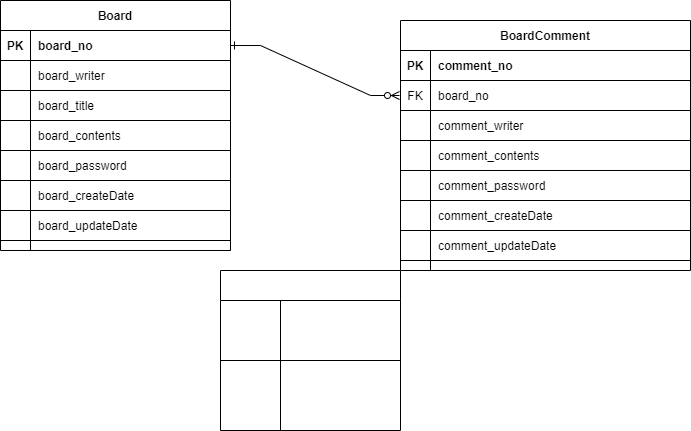 Board
PK board_no
board_writer
board_title
board_contents
board_password
board_createDate
board_updateDate
BoardComment
PK comment_no
FK board_no
comment_writer
comment_contents
comment_password
comment_createDate
comment_updateDate